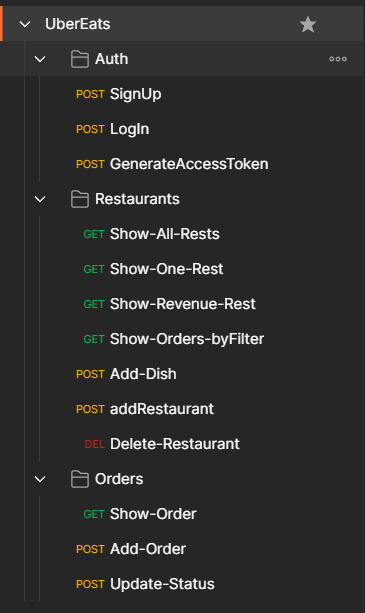 UberEats
Auth
POST SignUp
POST LogIn
POST GenerateAccessToken
Restaurants
GET Show-All-Rests
GET Show-One-Rest
GET Show-Revenue-Rest
GET Show-Orders-byFilter
POST Add-Dish
POST addRestaurant
DEL Delete-Restaurant
Orders
GET Show-Order
POST Add-Order
POST Update-Status